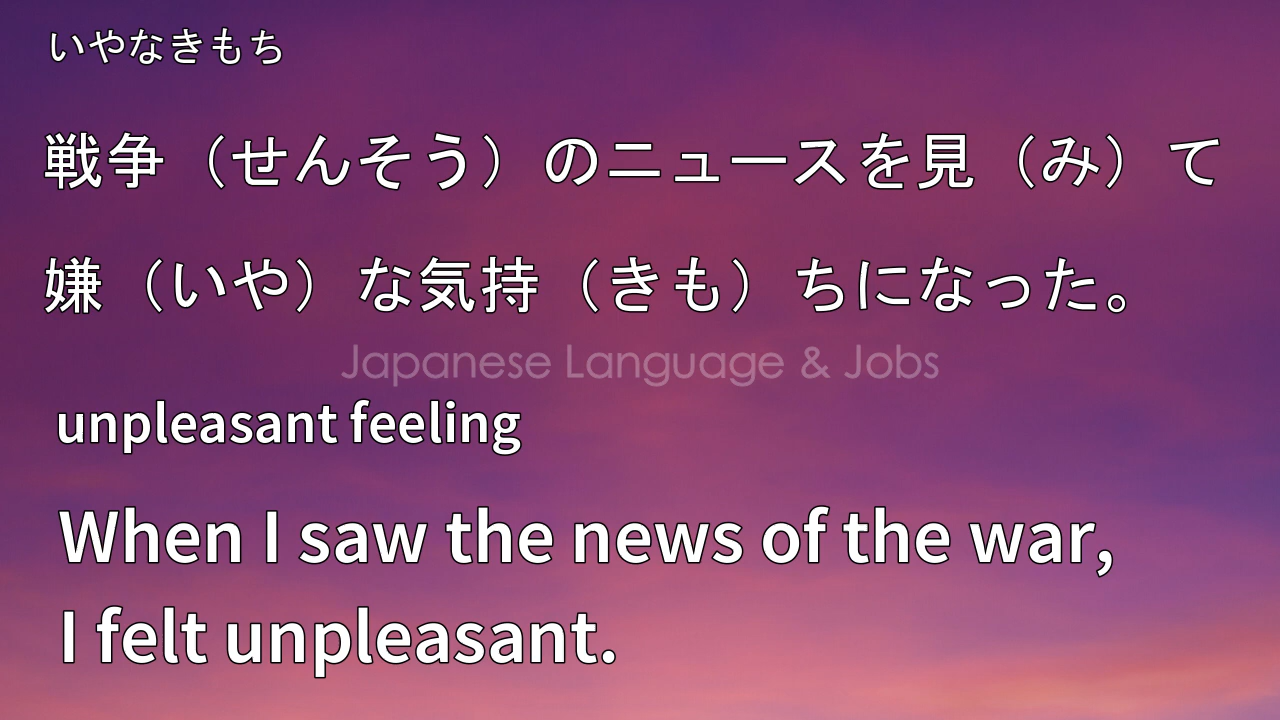 いやなきもち
戦争（せんそう）のニュースを見（み）て
嫌（いや）な気持（きも）ちになった。
Japanese Language & Jobs
unpleasant feeling
When I saw the news of the war,
I felt unpleasant.